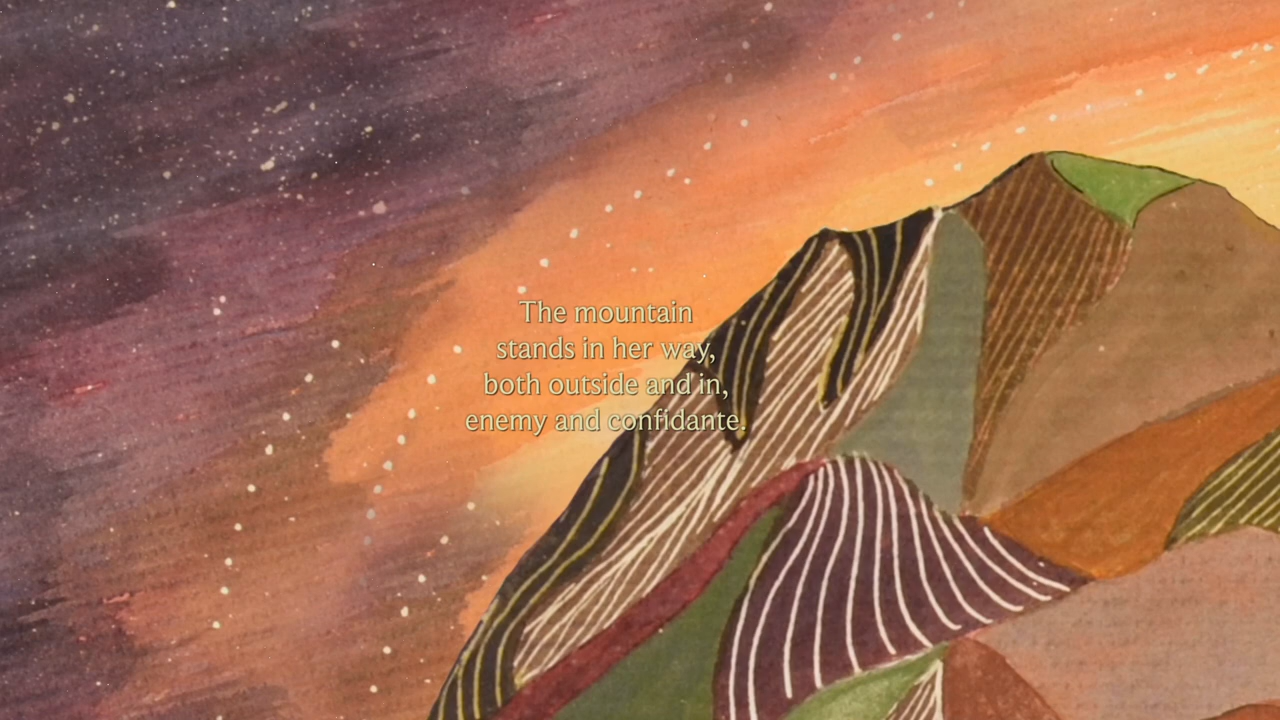 The mountain
stands in her way,
both outside and in,
enemy and confidante.